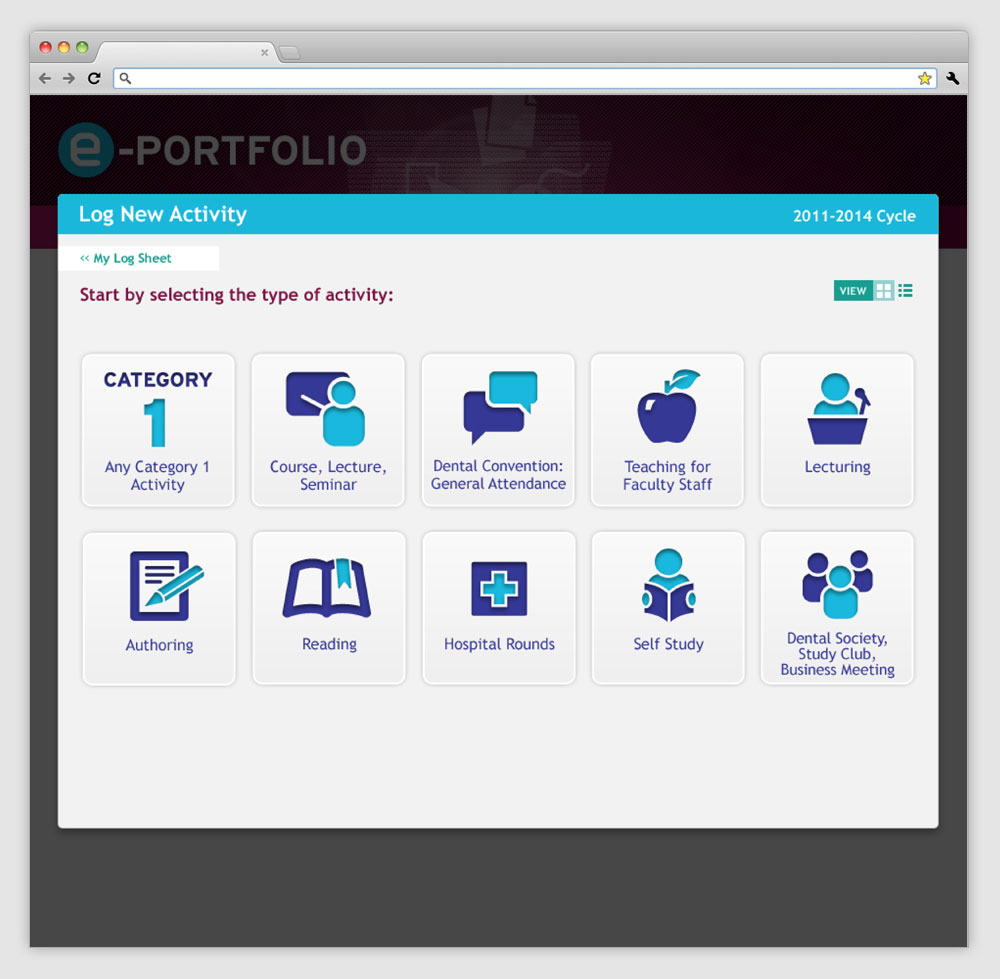 e-PORTFOLIO
Log New Activity
2011-2014 Cycle
<< My Log Sheet
Start by selecting the type of activity:
VIEW
CATEGORY
1
Any Category 1
Activity
Course, Lecture,
Seminar
Dental Convention:
General Attendance
Teaching for
Faculty Staff
Lecturing
Authoring
Reading
Hospital Rounds
Self Study
Dental Society,
Study Club,
Business Meeting